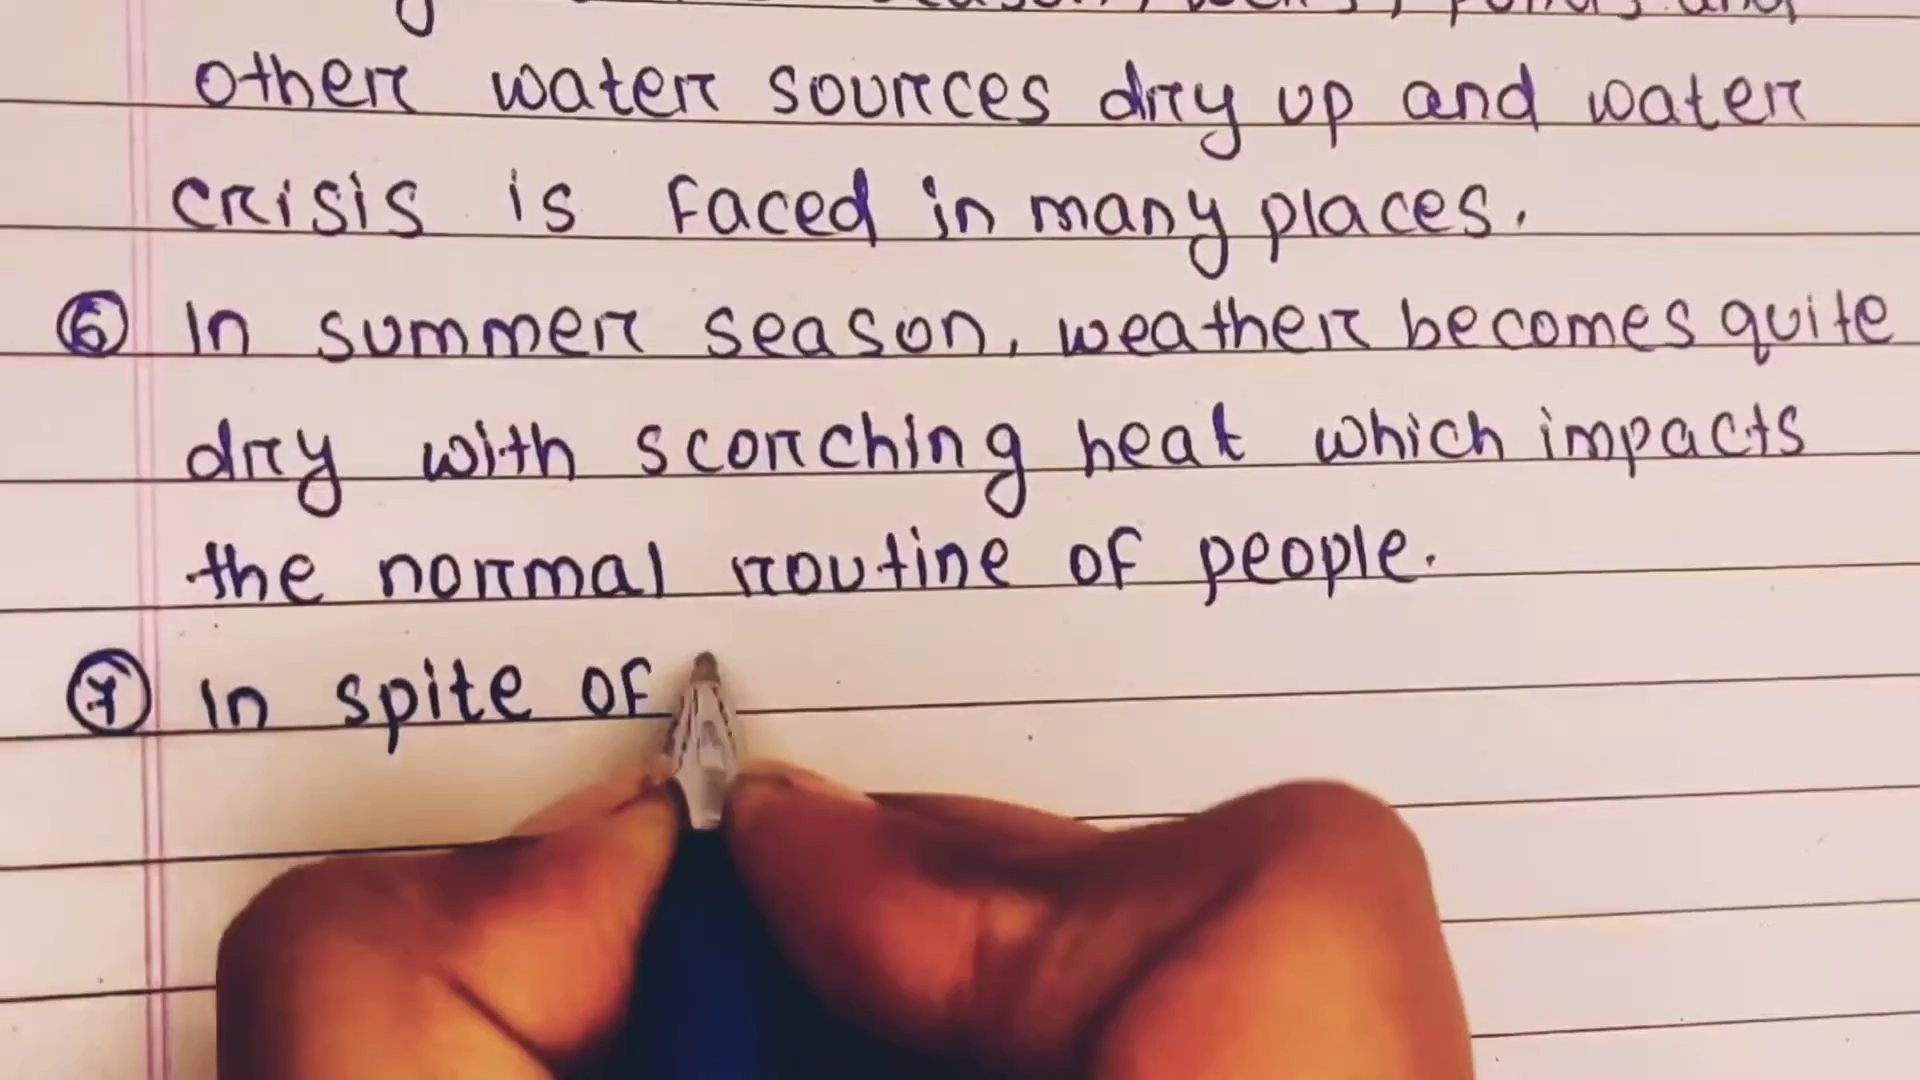 other water sources dry up and water
crisis is faced in many places.
6 In summer season, weather becomes quite
dry with scorching heat which impacts
the normal routine of people.
7 In spite of